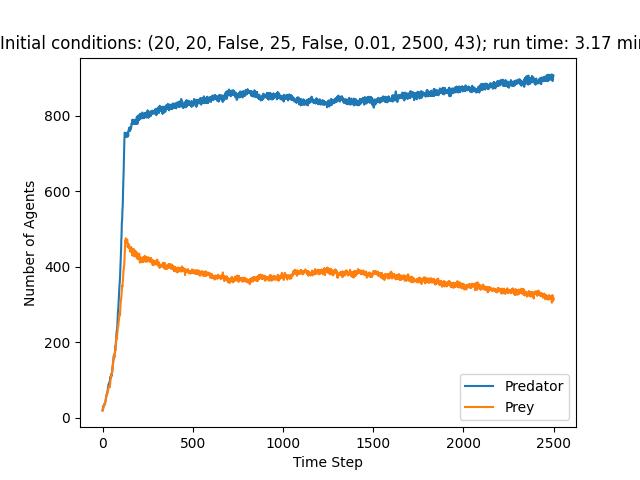 Initial conditions: (20, 20, False, 25, False, 0.01, 2500, 43); run time: 3.17
Number of Agents
800
600
400
200
0
Predator
Prey
0 500 1000 1500 2000 2500
Time Step